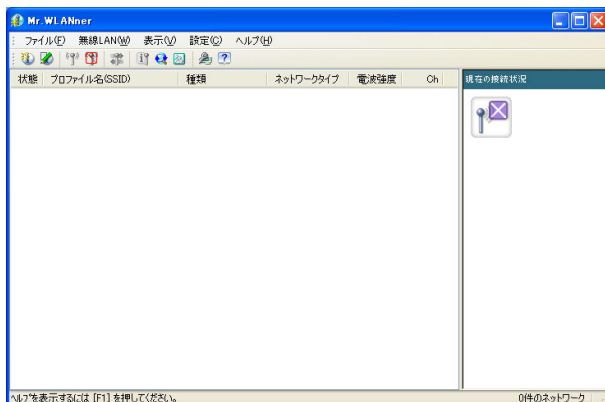 Mr.WLANner
ファイル(F) 無線LAN(W) 表示(V) 設定(C) ヘルプ(H)
状態 プロファイル名(SSID) 種類 ネットワークタイプ 電波強度 Ch
現在の接続状況
ヘルプを表示するには [F1] を押してください。
0件のネットワーク